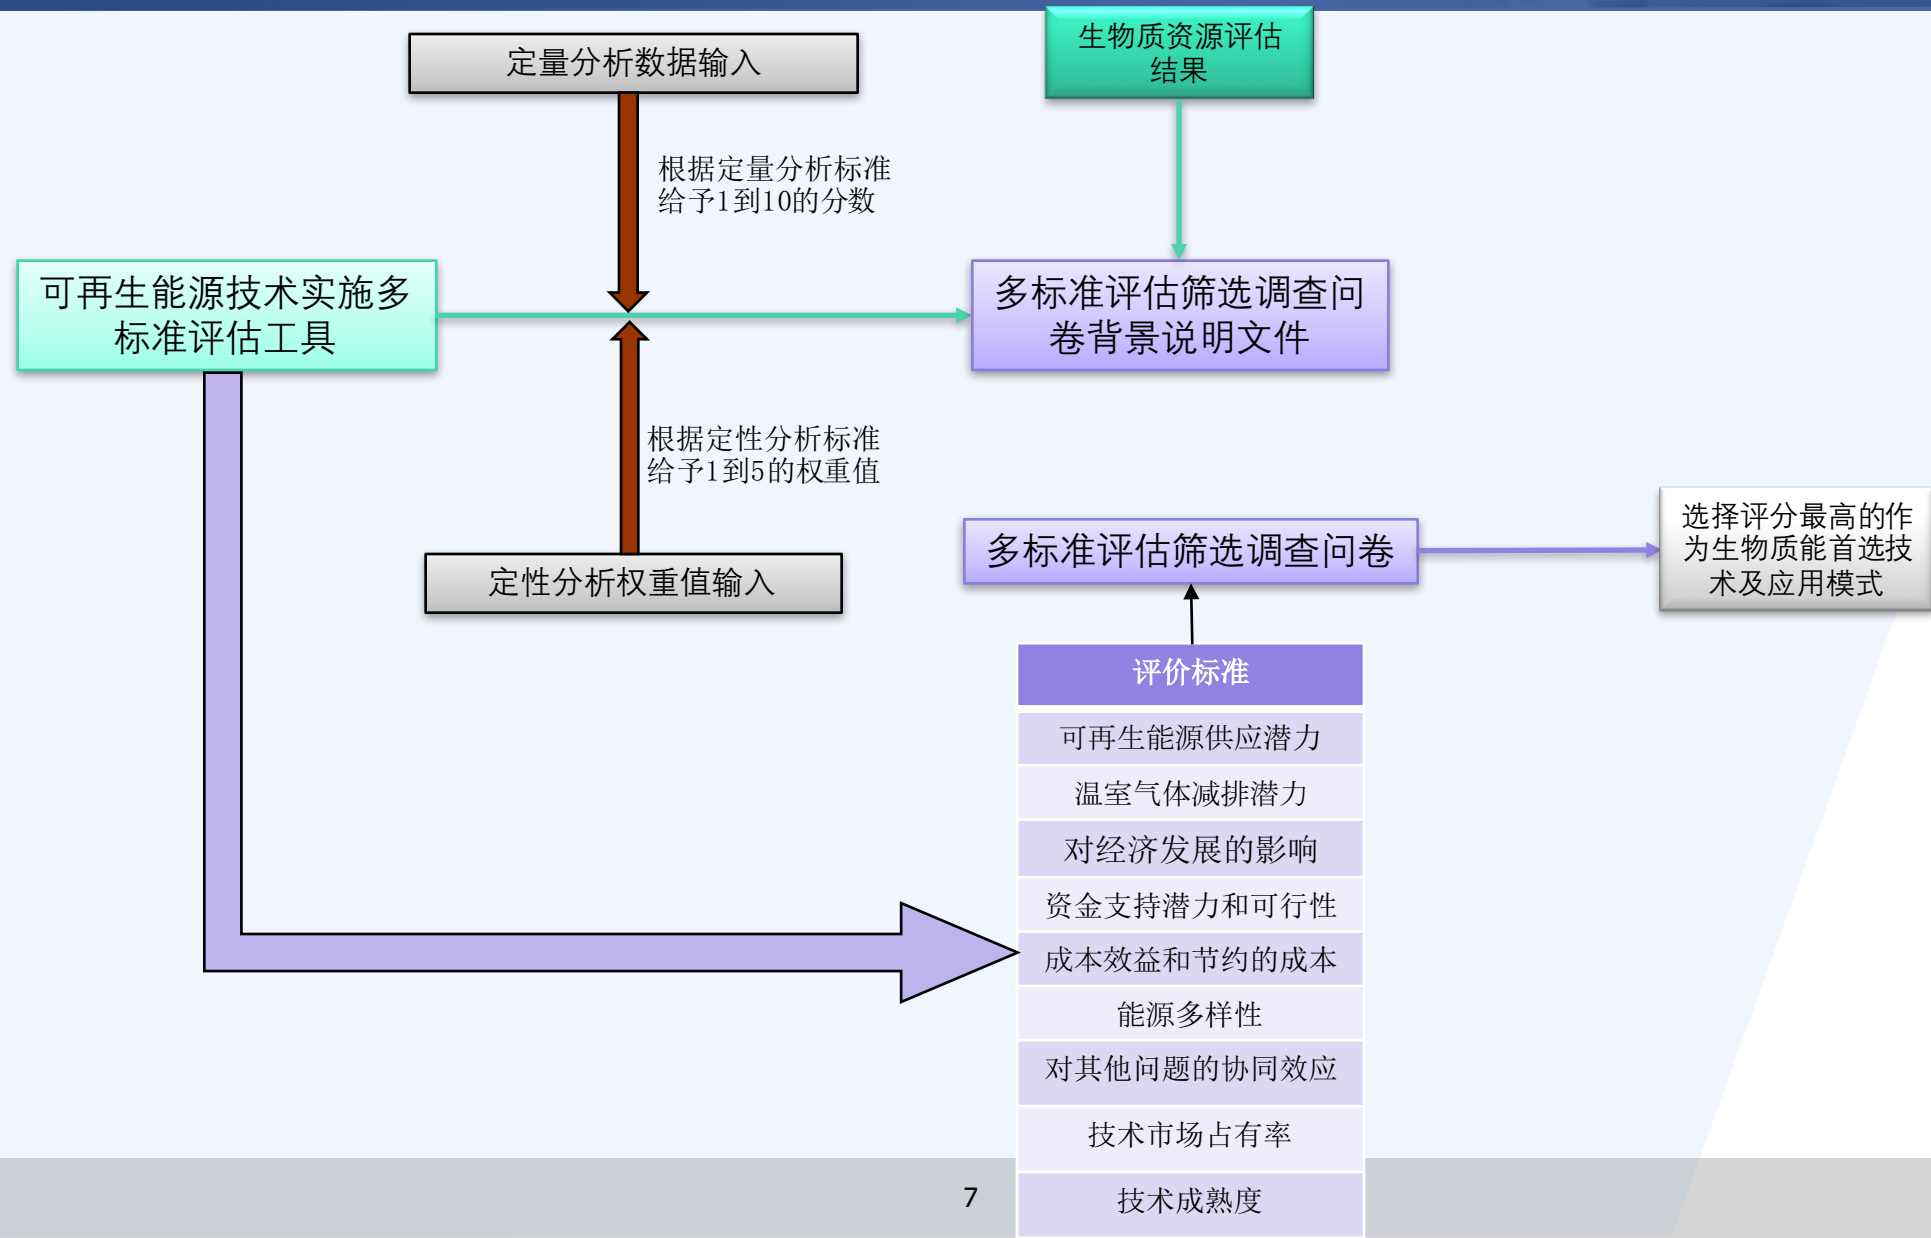 定量分析数据输入
生物质资源评估
结果
根据定量分析标准
给予1到10的分数
可再生能源技术实施多
标准评估工具
多标准评估筛选调查问
卷背景说明文件
根据定性分析标准
给予1到5的权重值
定性分析权重值输入
多标准评估筛选调查问卷
选择评分最高的作
为生物质能首选技
术及应用模式
评价标准
可再生能源供应潜力
温室气体减排潜力
对经济发展的影响
资金支持潜力和可行性
成本效益和节约的成本
能源多样性
对其他问题的协同效应
技术市场占有率
技术成熟度
7